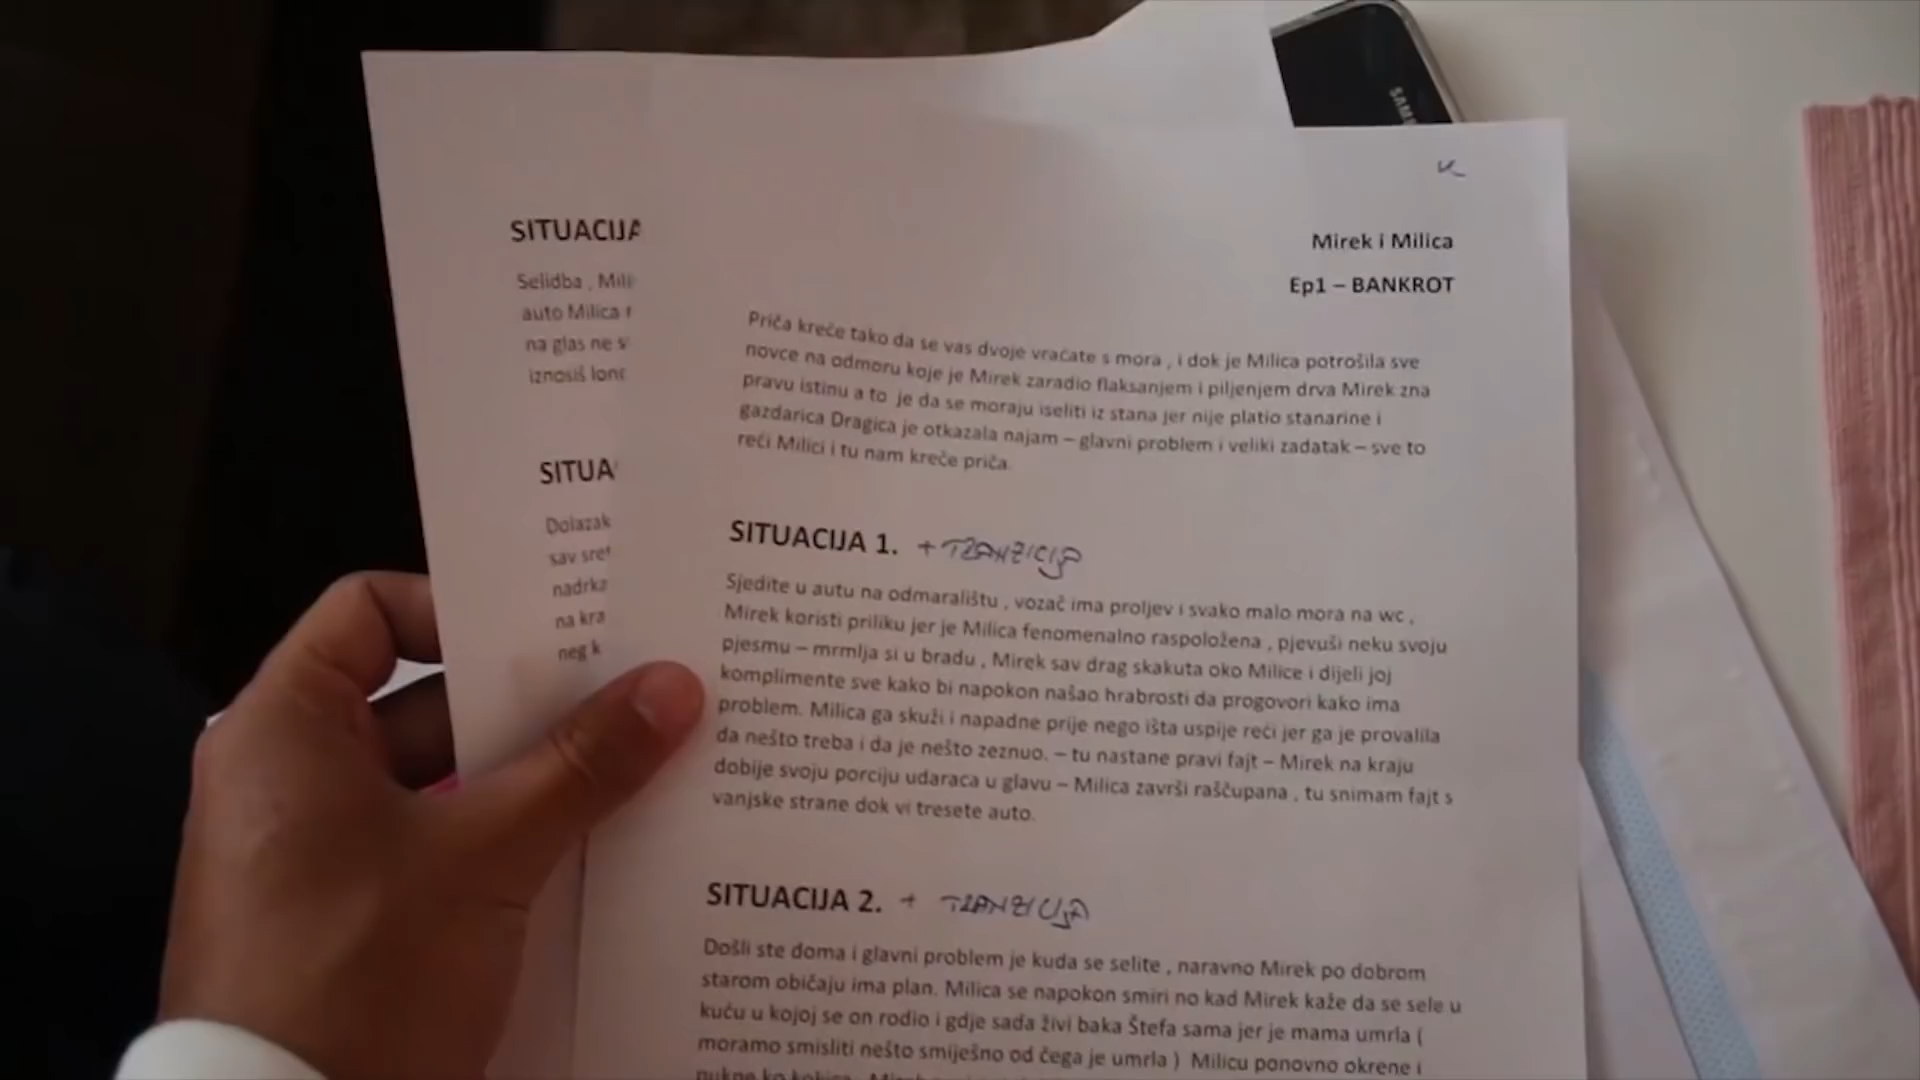 SAMS
Mirek i Milica
Ep1 – BANKROT
Priča kreće tako da se vas dvoje vraćate s mora , i dok je Milica potrošila sve
novce na odmoru koje je Mirek zaradio flaksanjem i piljenjem drva Mirek zna
pravu istinu a to je da se moraju iseliti iz stana jer nije platio stanarine i
gazdarica Dragica je otkazala najam – glavni problem i veliki zadatak – sve to
reći Milici i tu nam kreće priča.
SITUACIJA 1. + TRANZICIJA
Sjedite u autu na odmaralištu , vozač ima proljev i svako malo mora na wc ,
Mirek koristi priliku jer je Milica fenomenalno raspoložena , pjevuši neku svoju
pjesmu – mrmlja si u bradu , Mirek sav drag skakuta oko Milice i dijeli joj
komplimente sve kako bi napokon našao hrabrosti da progovori kako ima
problem. Milica ga skuži i napadne prije nego išta uspije reći jer ga je provalila
da nešto treba i da je nešto zeznuo. – tu nastane pravi fajt – Mirek na kraju
dobije svoju porciju udaraca u glavu – Milica završi raščupana , tu snimam fajt s
vanjske strane dok vi tresete auto.
SITUACIJA 2. + TRANZICIJA
Došli ste doma i glavni problem je kuda se selite , naravno Mirek po dobrom
starom običaju ima plan. Milica se napokon smiri no kad Mirek kaže da se sele u
kuću u kojoj se on rodio i gdje sada živi baka Štefa sama jer je mama umrla (
moramo smisliti nešto smiješno od čega je umrla ) Milicu ponovno okrene i
SITUACIJA
Selidba , Mili
auto Milica
na glas ne
iznosiš lonc
SITUA
Dolazak
sav sret
nadrka
na kra
neg k